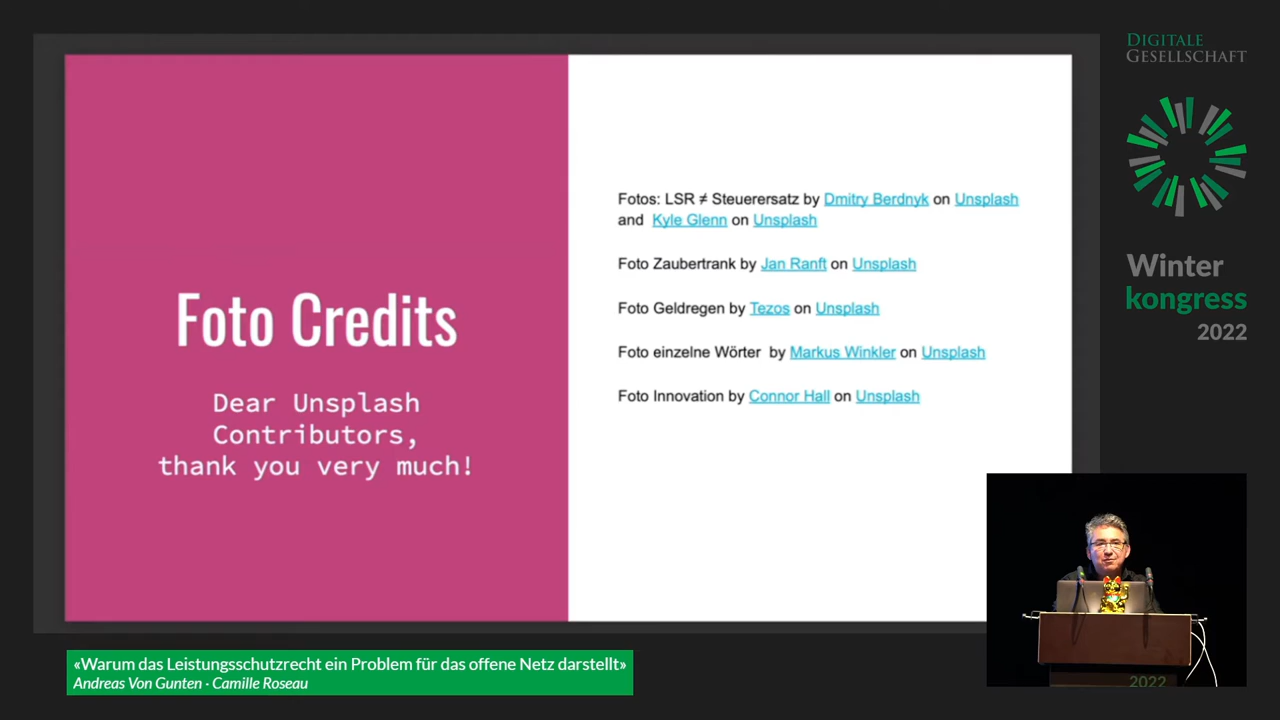 DIGITALE
GESELLSCHAFT
Winter
kongress
2022
Foto Credits
Dear Unsplash
Contributors,
thank you very much!
Fotos: LSR ≠ Steuerersatz by Dmitry Berdnyk on Unsplash
and Kyle Glenn on Unsplash
Foto Zaubertrank by Jan Ranft on Unsplash
Foto Geldregen by Tezos on Unsplash
Foto einzelne Wörter by Markus Winkler on Unsplash
Foto Innovation by Connor Hall on Unsplash
«Warum das Leistungsschutzrecht ein Problem für das offene Netz darstellt»
Andreas Von Gunten · Camille Roseau
2022